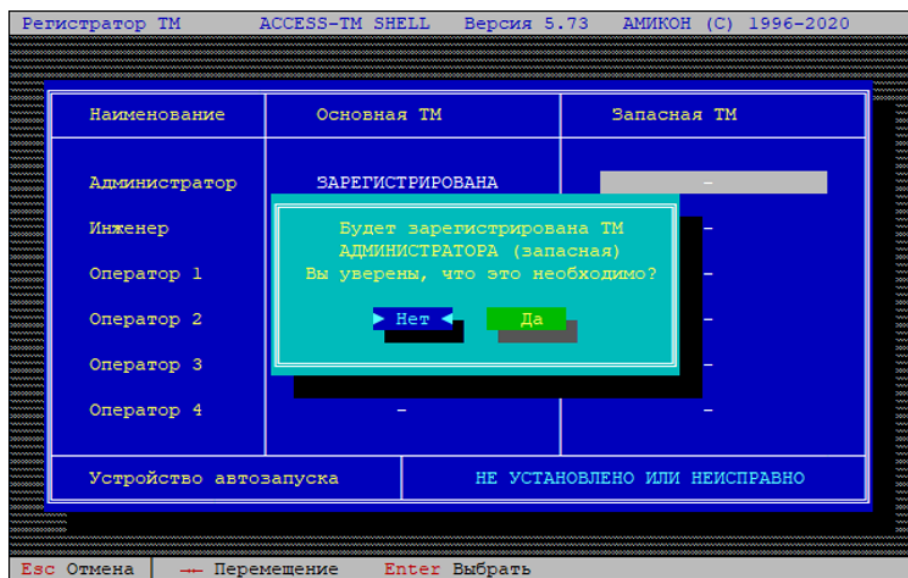 Регистратор ТМ ACCESS-TM SHELL Версия 5.73 АМИКОН (C) 1996-2020
Наименование Основная ТМ Запасная ТМ
Администратор ЗАРЕГИСТРИРОВАНА -
Инженер -
Оператор 1 -
Оператор 2 -
Оператор 3 -
Оператор 4 - -
Будет зарегистрирована ТМ
АДМИНИСТРАТОРА (запасная)
Вы уверены, что это необходимо?
► Нет ◄ Да
Устройство автозапуска НЕ УСТАНОВЛЕНО ИЛИ НЕИСПРАВНО
Esc Отмена →← Перемещение Enter Выбрать